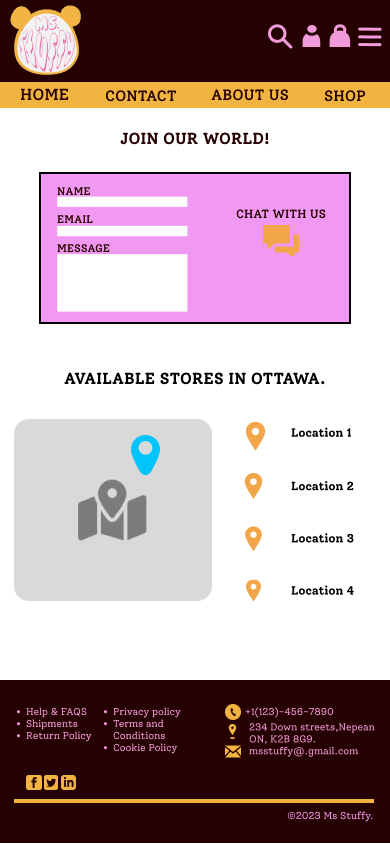 MS.
STUFFY
HOME CONTACT ABOUT US SHOP
JOIN OUR WORLD!
NAME
EMAIL
MESSAGE
CHAT WITH US
AVAILABLE STORES IN OTTAWA.
Location 1
Location 2
Location 3
Location 4
• Help & FAQS
• Shipments
• Return Policy
• Privacy policy
• Terms and
Conditions
• Cookie Policy
+1(123)-456-7890
234 Down streets,Nepean
ON, K2B 8G9.
msstuffy@.gmail.com
©2023 Ms Stuffy.